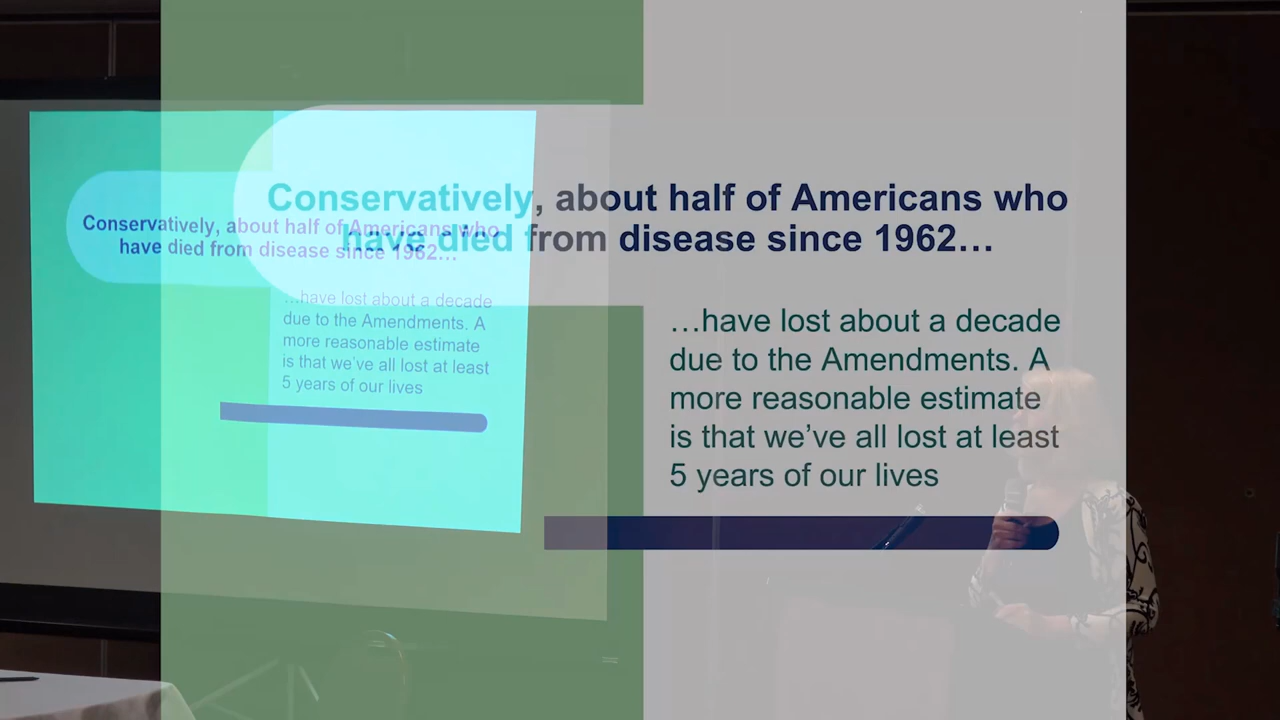 Conservatively, about half of Americans who
have died from disease since 1962…
…have lost about a decade
due to the Amendments. A
more reasonable estimate
is that we’ve all lost at least
5 years of our lives
Conservatively, about half of Americans who
have died from disease since 1962…
…have lost about a decade
due to the Amendments. A
more reasonable estimate
is that we’ve all lost at least
5 years of our lives